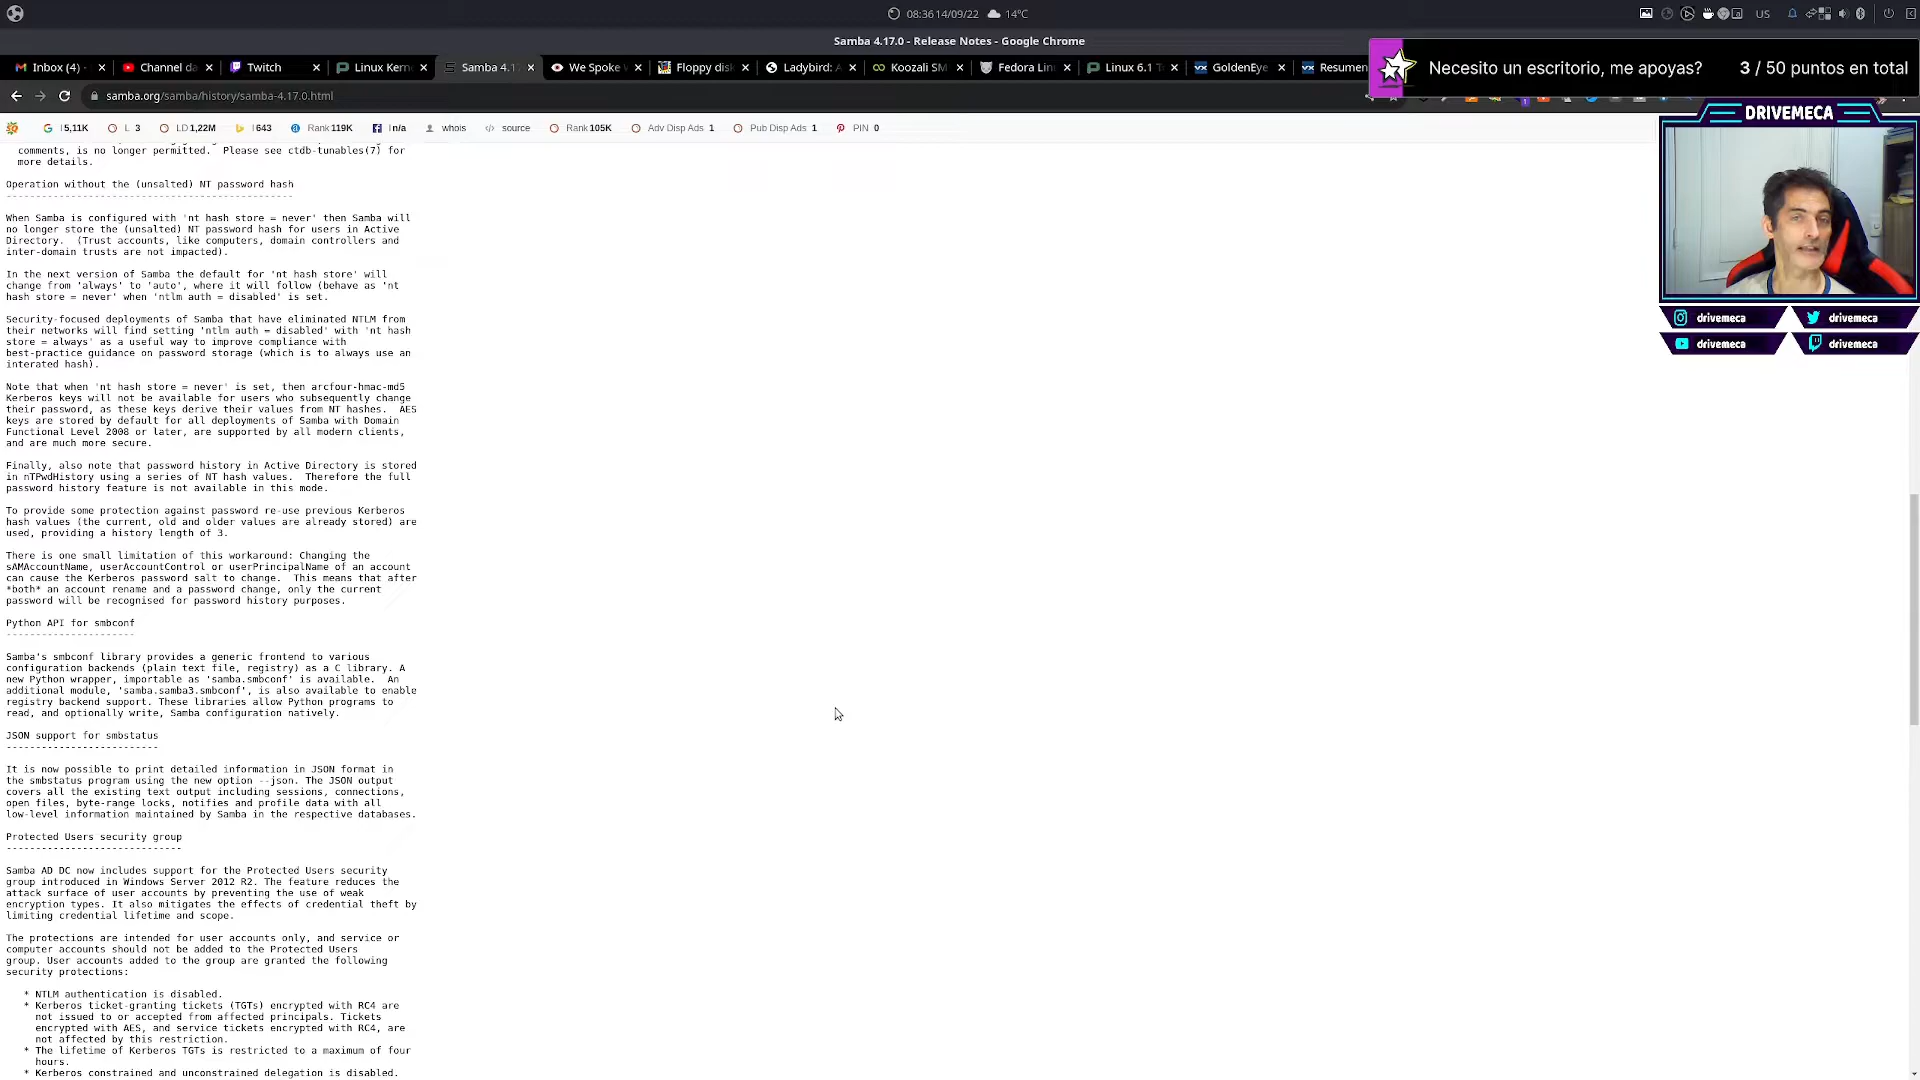 08:36 14/09/22 14°C
US
Samba 4.17.0 - Release Notes - Google Chrome
Inbox (4) -
Channel da
Twitch
Linux Kern
Samba 4.1
We Spoke
Floppy dis
Ladybird: A
Koozali SM
Fedora Lin
Linux 6.1 T
GoldenEye
Resumen
Necesito un escritorio, me apoyas? 3 / 50 puntos en total
samba.org/samba/history/samba-4.17.0.html
DRIVEMECA
I 5,11K L 3 LD 1,22M I 643 Rank 119K I n/a whois source Rank 105K Adv Disp Ads 1 Pub Disp Ads 1 PIN 0
drivemeca drivemeca
drivemeca drivemeca
comments, is no longer permitted.  Please see ctdb-tunables(7) for
more details.
Operation without the (unsalted) NT password hash
-------------------------------------------------
When Samba is configured with 'nt hash store = never' then Samba will
no longer store the (unsalted) NT password hash for users in Active
Directory.  (Trust accounts, like computers, domain controllers and
inter-domain trusts are not impacted).
In the next version of Samba the default for 'nt hash store' will
change from 'always' to 'auto', where it will follow (behave as 'nt
hash store = never' when 'ntlm auth = disabled' is set.
Security-focused deployments of Samba that have eliminated NTLM from
their networks will find setting 'ntlm auth = disabled' with 'nt hash
store = always' as a useful way to improve compliance with
best-practice guidance on password storage (which is to always use an
interated hash).
Note that when 'nt hash store = never' is set, then arcfour-hmac-md5
Kerberos keys will not be available for users who subsequently change
their password, as these keys derive their values from NT hashes.  AES
keys are stored by default for all deployments of Samba with Domain
Functional Level 2008 or later, are supported by all modern clients,
and are much more secure.
Finally, also note that password history in Active Directory is stored
in nTPwdHistory using a series of NT hash values.  Therefore the full
password history feature is not available in this mode.
To provide some protection against password re-use previous Kerberos
hash values (the current, old and older values are already stored) are
used, providing a history length of 3.
There is one small limitation of this workaround: Changing the
sAMAccountName, userAccountControl or userPrincipalName of an account
can cause the Kerberos password salt to change.  This means that after
*both* an account rename and a password change, only the current
password will be recognised for password history purposes.
Python API for smbconf
----------------------
Samba's smbconf library provides a generic frontend to various
configuration backends (plain text file, registry) as a C library. A
new Python wrapper, importable as 'samba.smbconf' is available.  An
additional module, 'samba.samba3.smbconf', is also available to enable
registry backend support. These libraries allow Python programs to
read, and optionally write, Samba configuration natively.
JSON support for smbstatus
--------------------------
It is now possible to print detailed information in JSON format in
the smbstatus program using the new option --json. The JSON output
covers all the existing text output including sessions, connections,
open files, byte-range locks, notifies and profile data with all
low-level information maintained by Samba in the respective databases.
Protected Users security group
------------------------------
Samba AD DC now includes support for the Protected Users security
group introduced in Windows Server 2012 R2. The feature reduces the
attack surface of user accounts by preventing the use of weak
encryption types. It also mitigates the effects of credential theft by
limiting credential lifetime and scope.
The protections are intended for user accounts only, and service or
computer accounts should not be added to the Protected Users
group. User accounts added to the group are granted the following
security protections:
* NTLM authentication is disabled.
* Kerberos ticket-granting tickets (TGTs) encrypted with RC4 are
not issued to or accepted from affected principals. Tickets
encrypted with AES, and service tickets encrypted with RC4, are
not affected by this restriction.
* The lifetime of Kerberos TGTs is restricted to a maximum of four
hours.
* Kerberos constrained and unconstrained delegation is disabled.